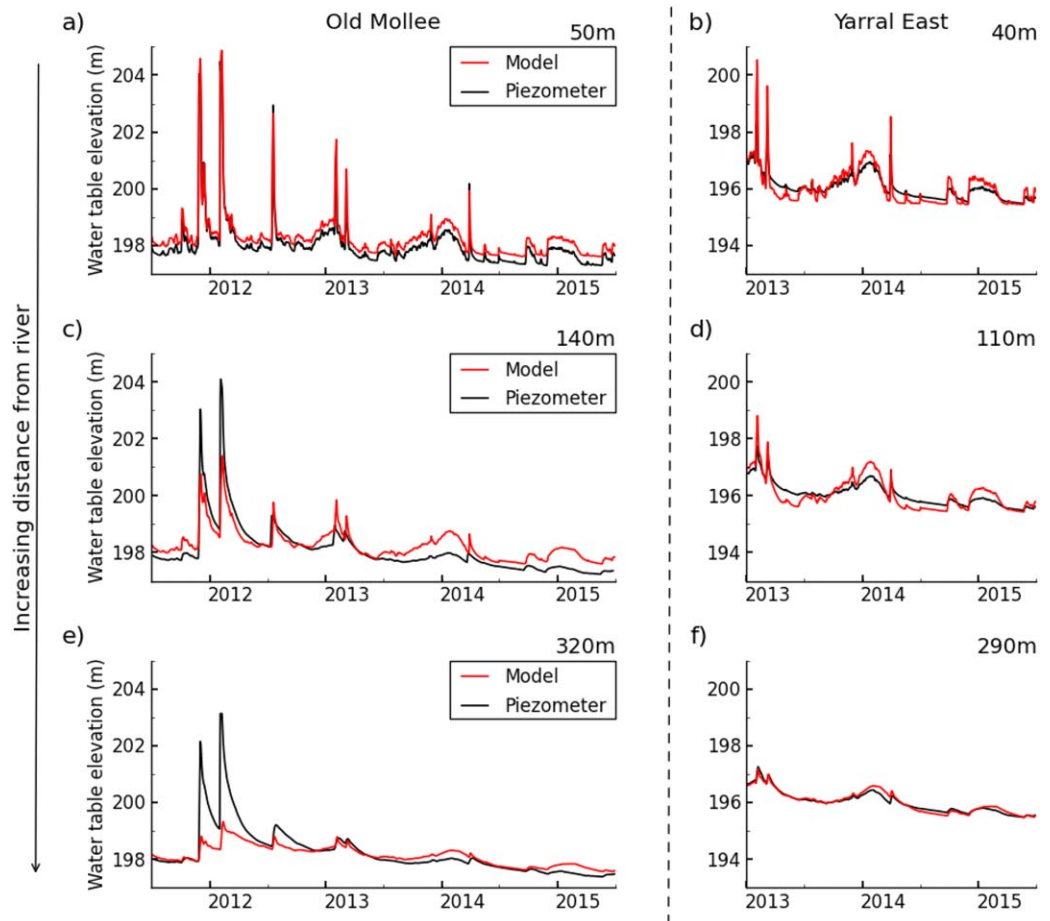 Old Mollee
Yarral East
a)
50m
b)
40m
Water table elevation (m)
204
202
200
198
Model
Piezometer
2012
2013
2014
2015
200
198
196
194
2013
2014
2015
c)
140m
d)
110m
Water table elevation (m)
204
202
200
198
Model
Piezometer
2012
2013
2014
2015
200
198
196
194
2013
2014
2015
e)
320m
f)
290m
Water table elevation (m)
204
202
200
198
Model
Piezometer
2012
2013
2014
2015
200
198
196
194
2013
2014
2015
Increasing distance from river